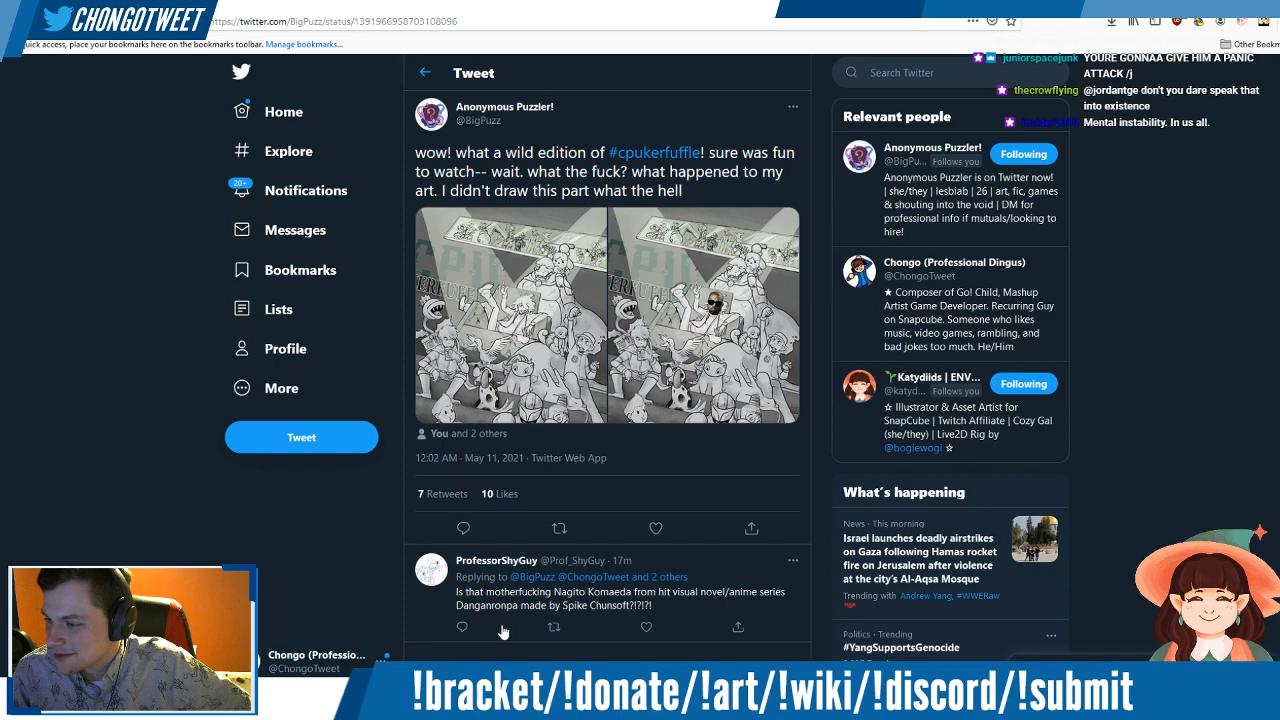 CHONGOTWEET
https://twitter.com/BigPuzz/status/1391966958703108096
quick access, place your bookmarks here on the bookmarks toolbar. Manage bookmarks...
Other Bookm
Home
Explore
20+
Notifications
Messages
Bookmarks
Lists
Profile
More
Tweet
Chongo (Professio...
@ChongoTweet
Tweet
Anonymous Puzzler!
@BigPuzz
wow! what a wild edition of #cpukerfuffle! sure was fun
to watch-- wait. what the fuck? what happened to my
art. I didn't draw this part what the hell
You and 2 others
12:02 AM · May 11, 2021 · Twitter Web App
7 Retweets 10 Likes
ProfessorShyGuy @Prof_ShyGuy · 17m
Replying to @BigPuzz @ChongoTweet and 2 others
Is that motherfucking Nagito Komaeda from hit visual novel/anime series
Danganronpa made by Spike Chunsoft?!?!?!
Search Twitter
juniorspacejunk YOURE GONNAA GIVE HIM A PANIC
ATTACK /j
thecrowflying @jordantge don't you dare speak that
into existence
Mental instability. In us all.
Relevant people
Anonymous Puzzler!
@BigPu... Follows you
Following
Anonymous Puzzler is on Twitter now!
| she/they | lesbiab | 26 | art, fic, games
& shouting into the void | DM for
professional info if mutuals/looking to
hire!
Chongo (Professional Dingus)
@ChongoTweet
★ Composer of Go! Child, Mashup
Artist Game Developer. Recurring Guy
on Snapcube. Someone who likes
music, video games, rambling, and
bad jokes too much. He/Him
Katydiids | ENV...
@katyd... Follows you
Following
☆ Illustrator & Asset Artist for
SnapCube | Twitch Affiliate | Cozy Gal
(she/they) | Live2D Rig by
@bogiewogi ☆
What's happening
News · This morning
Israel launches deadly airstrikes
on Gaza following Hamas rocket
fire on Jerusalem after violence
at the city's Al-Aqsa Mosque
Trending with Andrew Yang, #WWERaw
Politics · Trending
#YangSupportsGenocide
!bracket/!donate/!art/!wiki/!discord/!submit